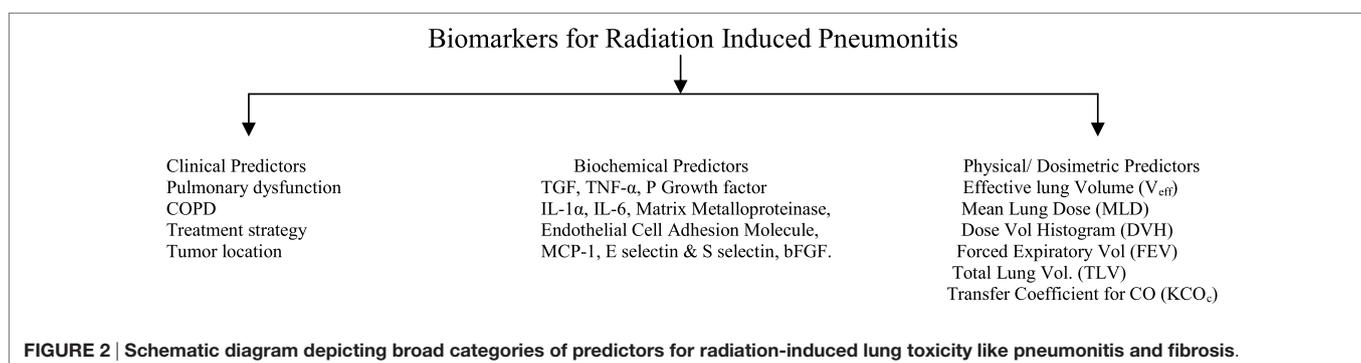 Biomarkers for Radiation Induced Pneumonitis
Clinical Predictors
Pulmonary dysfunction
COPD
Treatment strategy
Tumor location
Biochemical Predictors
TGF, TNF-α, P Growth factor
IL-1α, IL-6, Matrix Metalloproteinase,
Endothelial Cell Adhesion Molecule,
MCP-1, E selectin & S selectin, bFGF.
Physical/ Dosimetric Predictors
Effective lung Volume (Veff)
Mean Lung Dose (MLD)
Dose Vol Histogram (DVH)
Forced Expiratory Vol (FEV)
Total Lung Vol. (TLV)
Transfer Coefficient for CO (KCOc)
FIGURE 2 | Schematic diagram depicting broad categories of predictors for radiation-induced lung toxicity like pneumonitis and fibrosis.